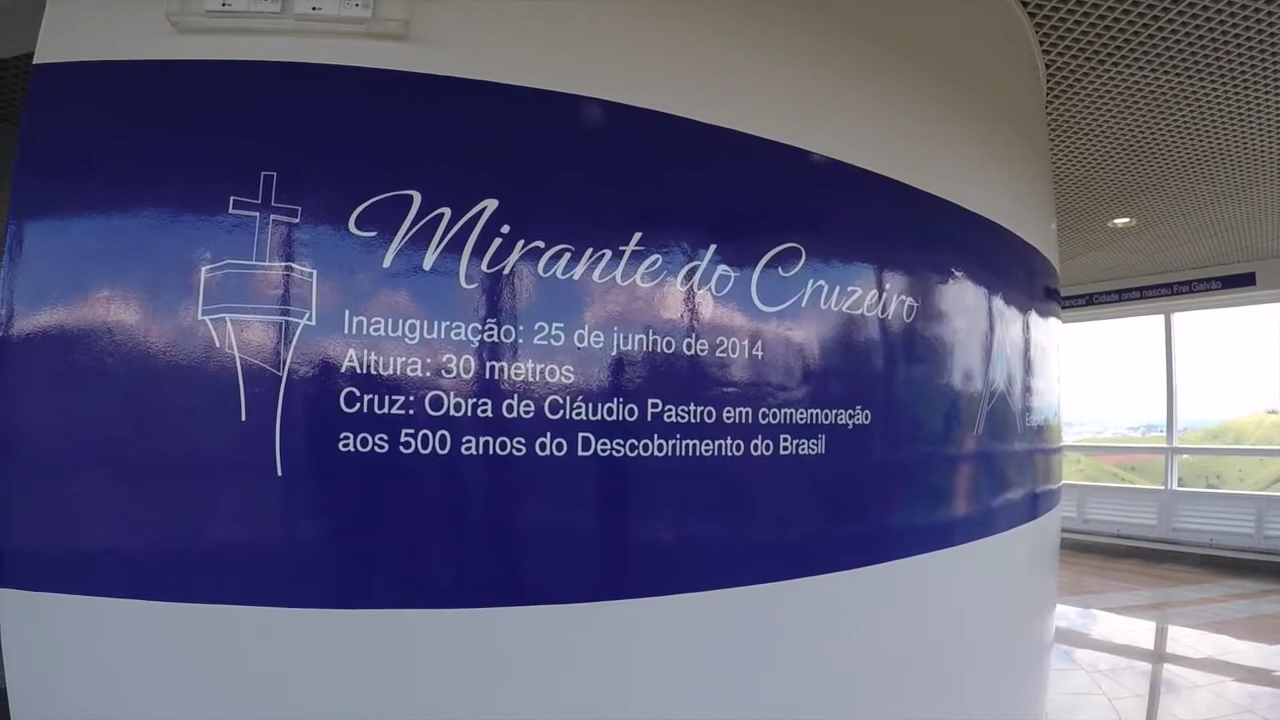 Mirante do Cruzeiro
Inauguração: 25 de junho de 2014
Altura: 30 metros
Cruz: Obra de Cláudio Pastro em comemoração
aos 500 anos do Descobrimento do Brasil
Cidade onde nasceu Frei Galvão